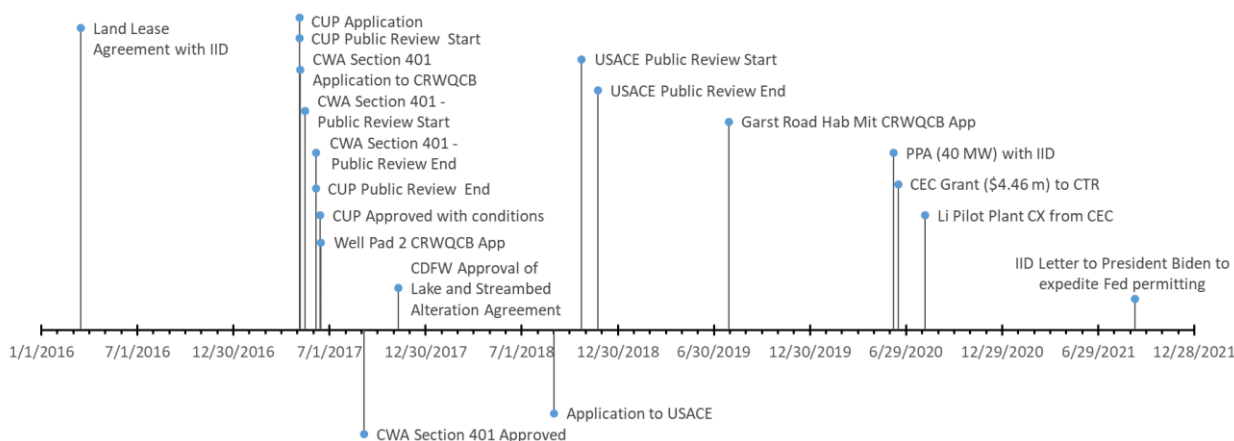 Land Lease
Agreement with IID
CUP Application
CUP Public Review Start
CWA Section 401
Application to CRWQCB
CWA Section 401 -
Public Review Start
CWA Section 401 -
Public Review End
CUP Public Review End
CUP Approved with conditions
Well Pad 2 CRWQCB App
CDFW Approval of
Lake and Streambed
Alteration Agreement
USACE Public Review Start
USACE Public Review End
Garst Road Hab Mit CRWQCB App
PPA (40 MW) with IID
CEC Grant ($4.46 m) to CTR
Li Pilot Plant CX from CEC
IID Letter to President Biden to
expedite Fed permitting
1/1/2016 7/1/2016 12/30/2016 7/1/2017 12/30/2017 7/1/2018 12/30/2018 6/30/2019 12/30/2019 6/29/2020 12/29/2020 6/29/2021 12/28/2021
Application to USACE
CWA Section 401 Approved